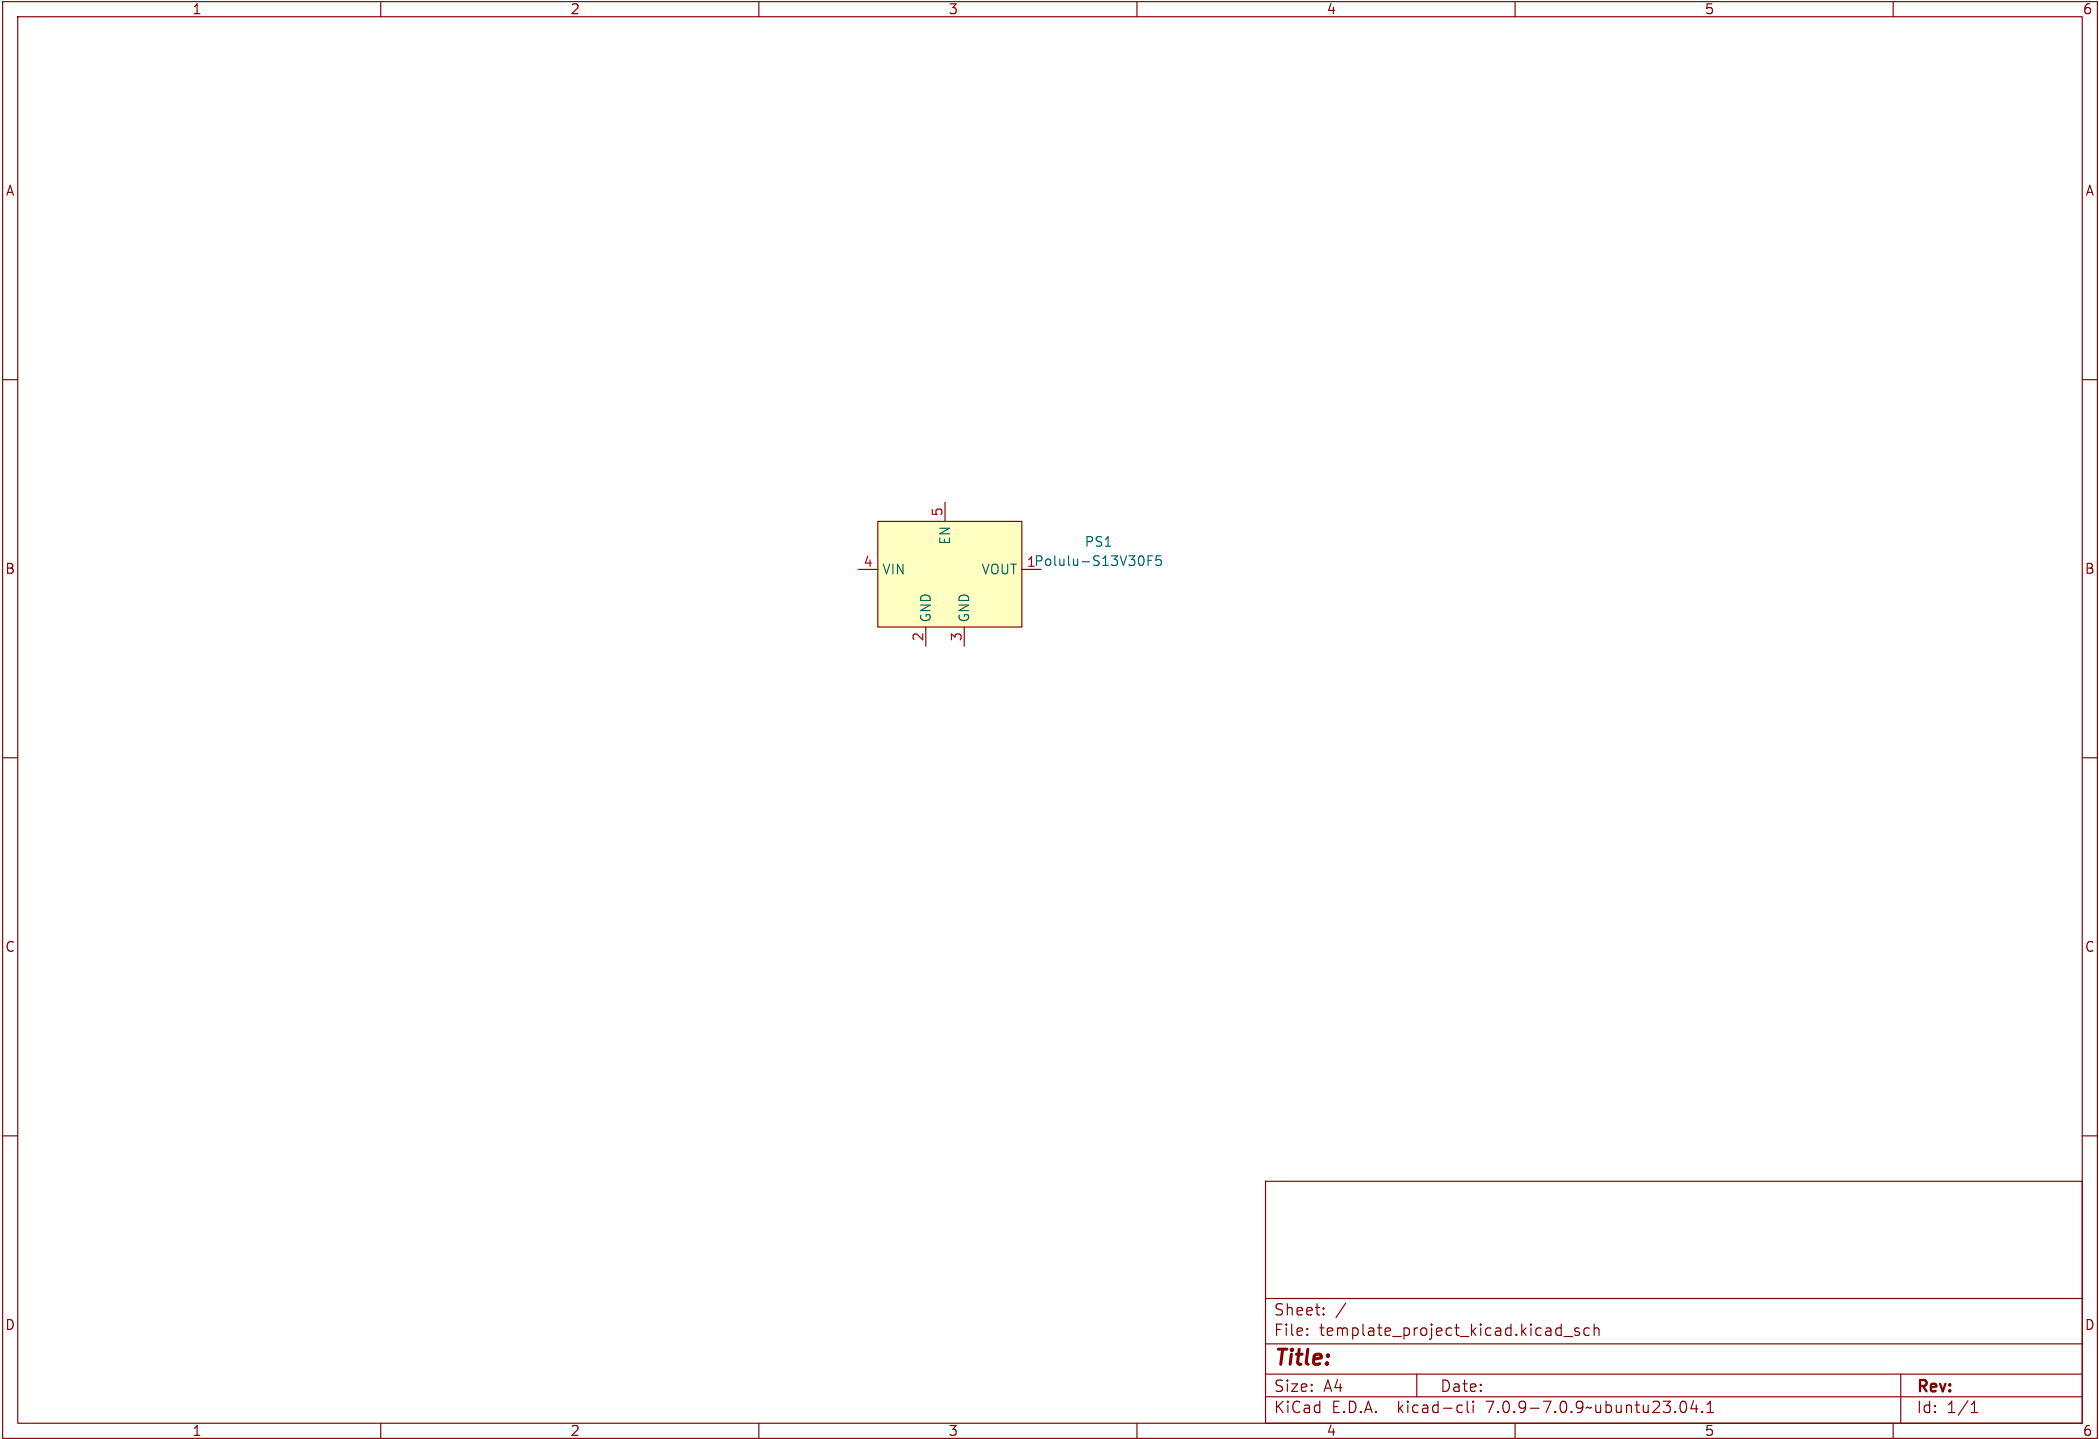 1 2 3 4 5 6
A A
5
EN
PS1
B 4 VIN VOUT 1 Polulu-S13V30F5 B
GND GND
2 3
C C
Sheet: /
D File: template_project_kicad.kicad_sch D
Title:
Size: A4 Date: Rev:
KiCad E.D.A. kicad-cli 7.0.9-7.0.9~ubuntu23.04.1 Id: 1/1
1 2 3 4 5 6